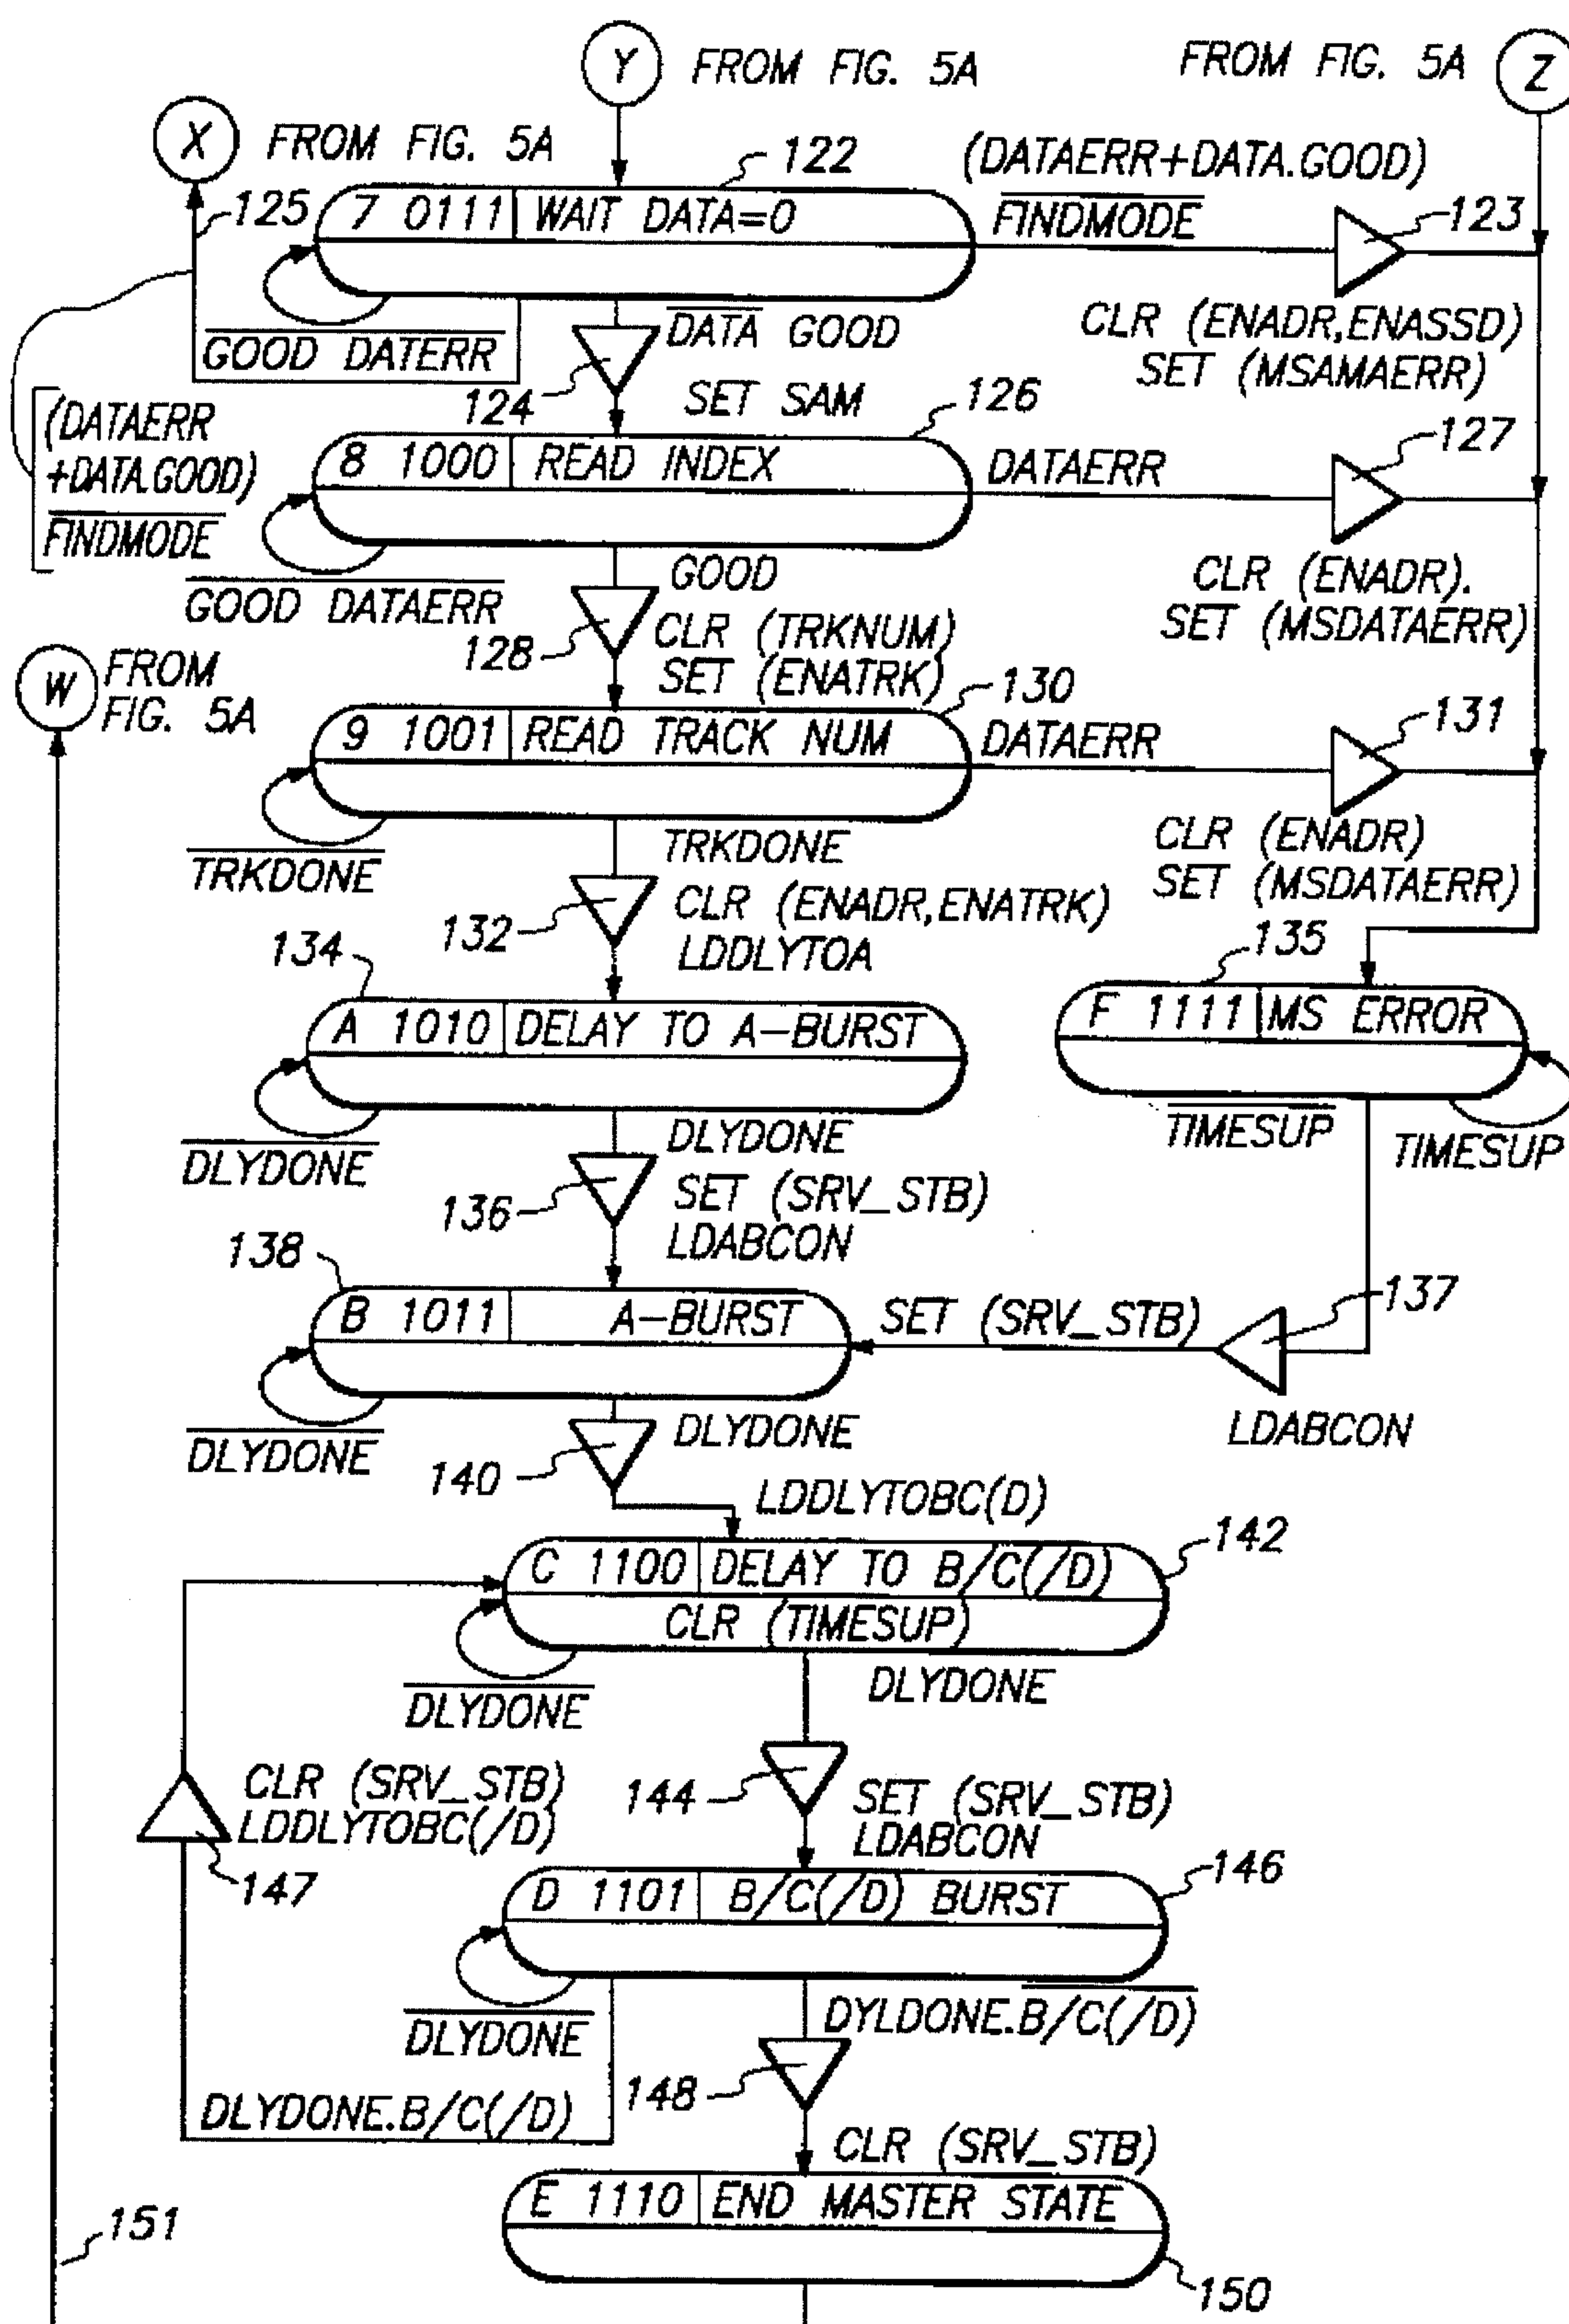 Y FROM FIG. 5A
FROM FIG. 5A Z
X FROM FIG. 5A
122
(DATAERR+DATA.GOOD)
FINDMODE
125
7 0111 WAIT DATA=0
123
GOOD DATERR
DATA GOOD
CLR (ENADR,ENASSD)
SET (MSAMAERR)
124
SET SAM
126
(DATAERR
+DATA.GOOD)
FINDMODE
8 1000 READ INDEX
DATAERR
127
GOOD DATAERR
GOOD
CLR (ENADR).
SET (MSDATAERR)
128
CLR (TRKNUM)
SET (ENATRK)
W FROM
FIG. 5A
130
9 1001 READ TRACK NUM
DATAERR
131
TRKDONE
TRKDONE
CLR (ENADR)
SET (MSDATAERR)
132
CLR (ENADR,ENATRK)
LDDLYTOA
134
135
A 1010 DELAY TO A-BURST
F 1111 MS ERROR
DLYDONE
DLYDONE
TIMESUP
TIMESUP
136
SET (SRV_STB)
LDABCON
138
B 1011 A-BURST
SET (SRV_STB)
137
DLYDONE
DLYDONE
LDABCON
140
LDDLYTOBC(D)
142
C 1100 DELAY TO B/C(/D)
CLR (TIMESUP)
DLYDONE
DLYDONE
CLR (SRV_STB)
LDDLYTOBC(/D)
147
144
SET (SRV_STB)
LDABCON
146
D 1101 B/C(/D) BURST
DLYDONE
DYLDONE.B/C(/D)
DLYDONE.B/C(/D)
148
CLR (SRV_STB)
E 1110 END MASTER STATE
151
150